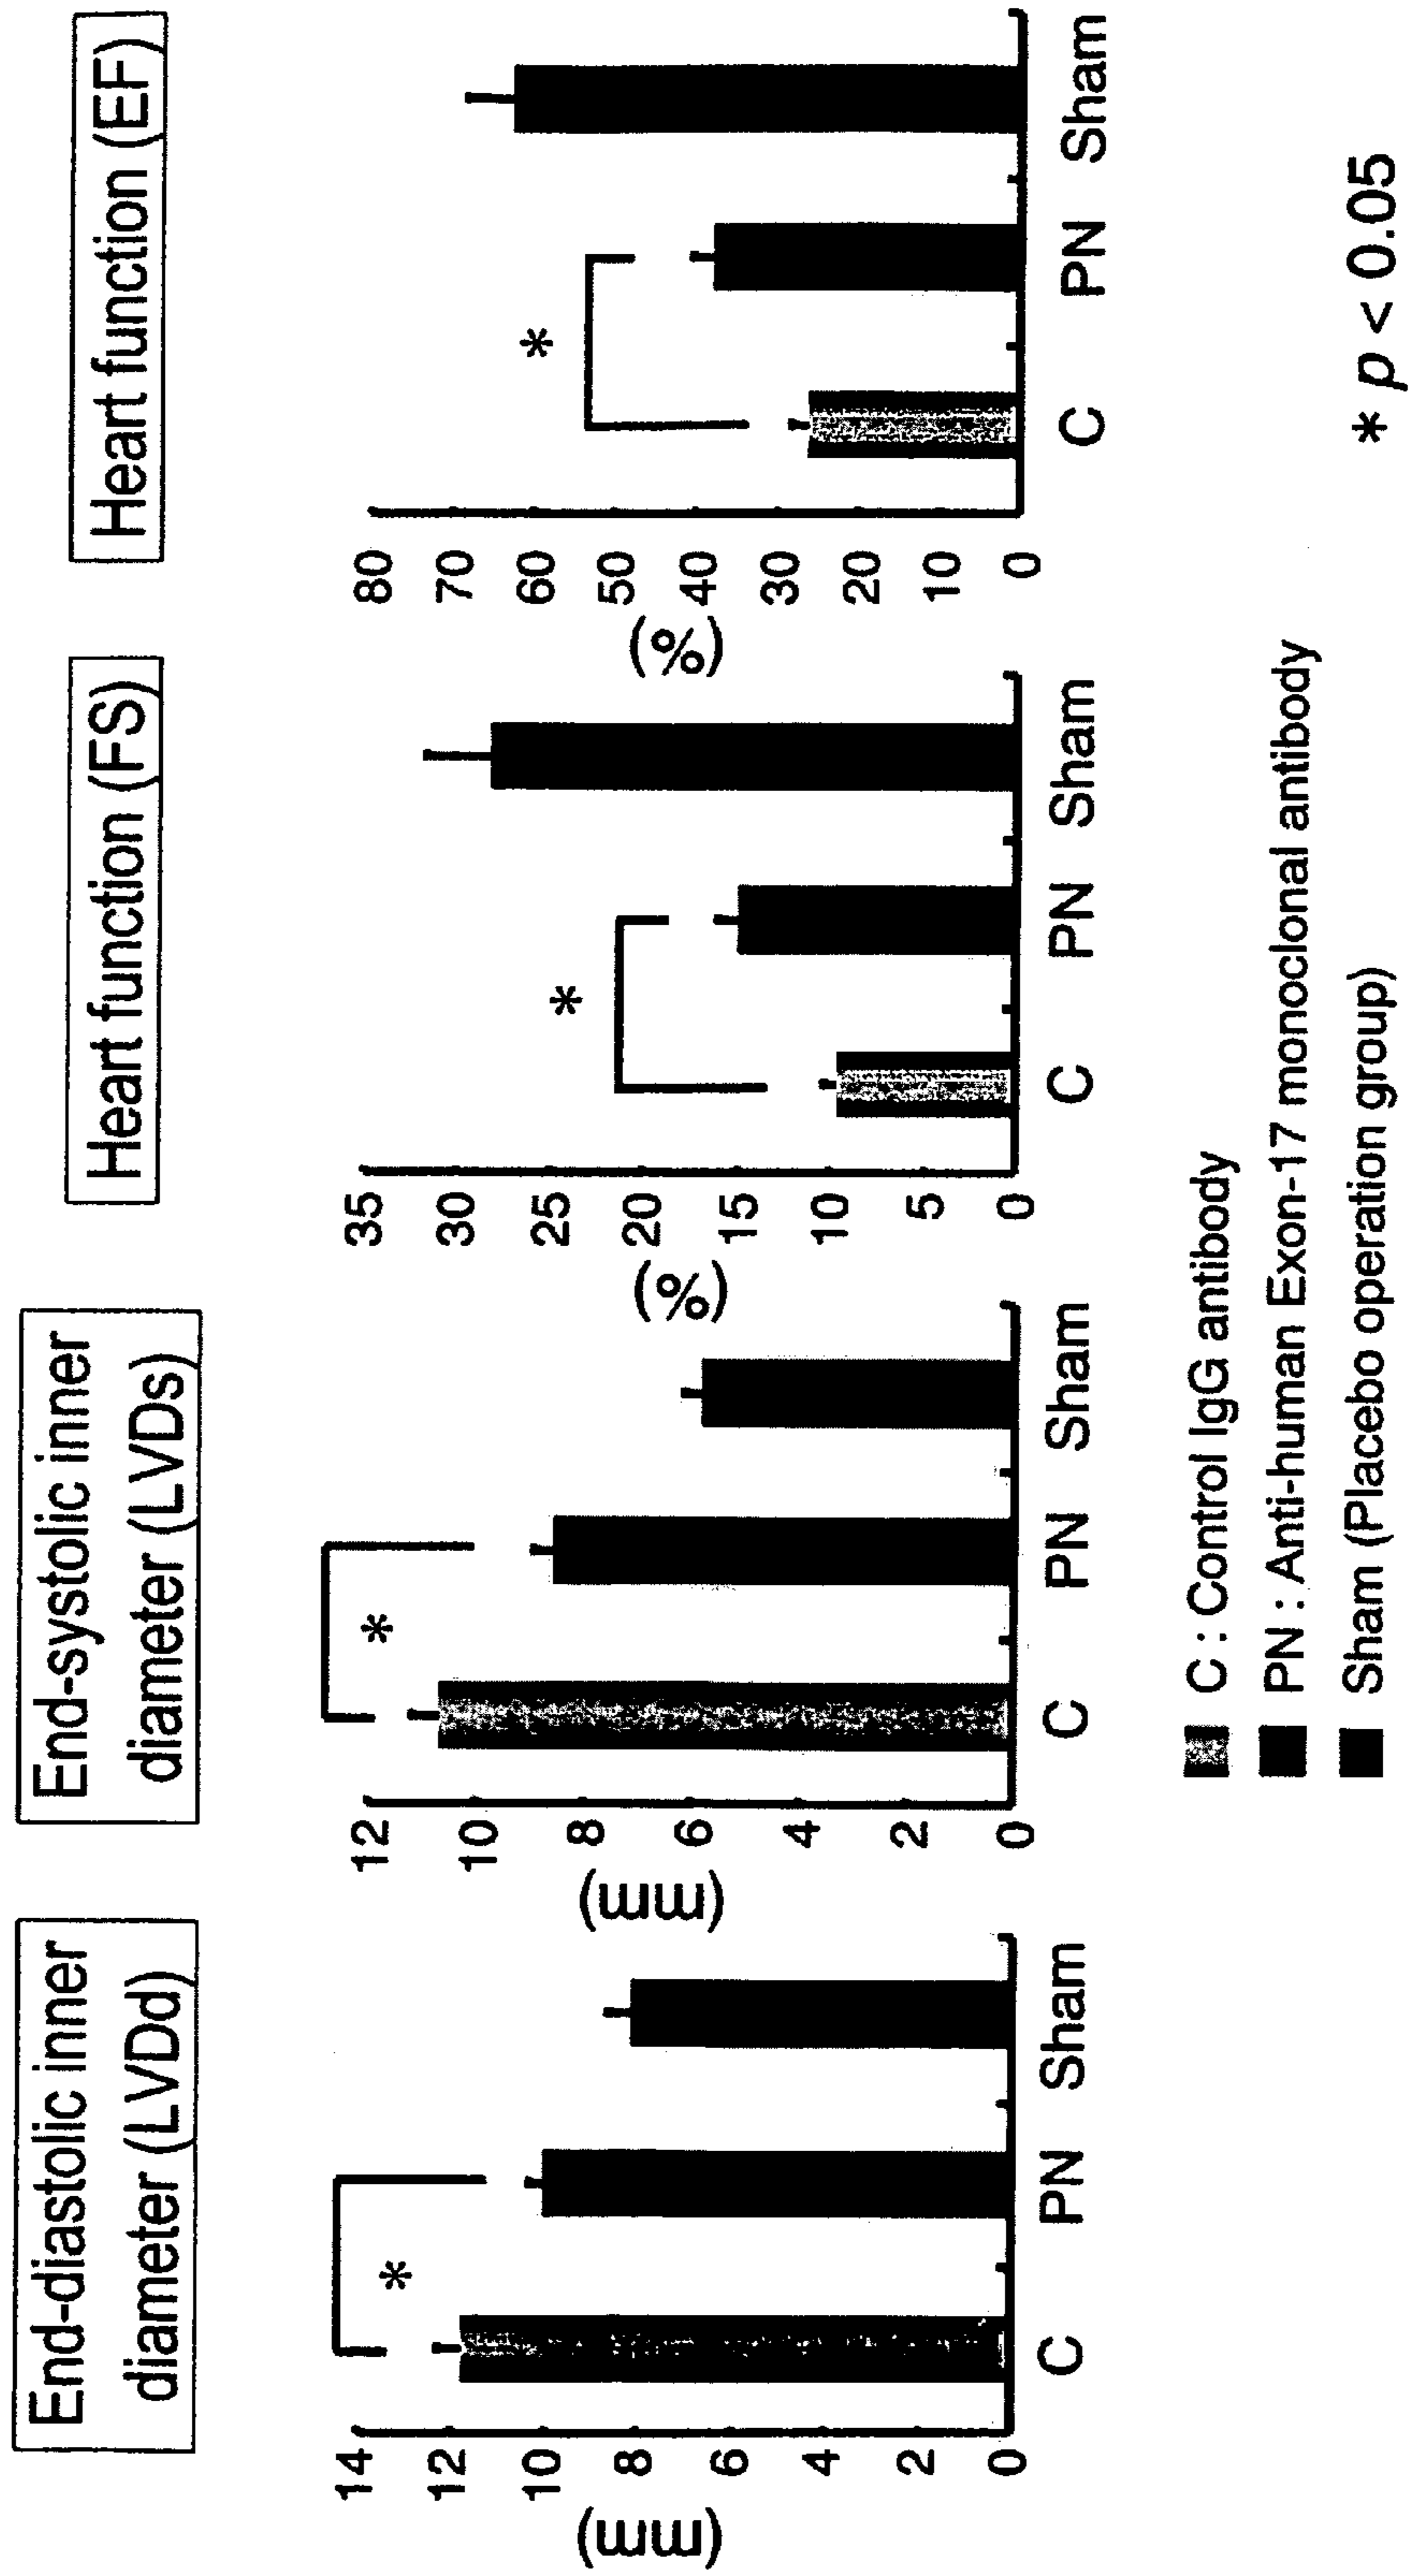 End-diastolic inner
diameter (LVDd)
(mm)
14
12
10
8
6
4
2
0
*
C
PN
Sham
End-systolic inner
diameter (LVDs)
(mm)
12
10
8
6
4
2
0
*
C
PN
Sham
Heart function (FS)
(%)
35
30
25
20
15
10
5
0
*
C
PN
Sham
Heart function (EF)
(%)
80
70
60
50
40
30
20
10
0
*
C
PN
Sham
C : Control IgG antibody
PN : Anti-human Exon-17 monoclonal antibody
Sham (Placebo operation group)
* p < 0.05